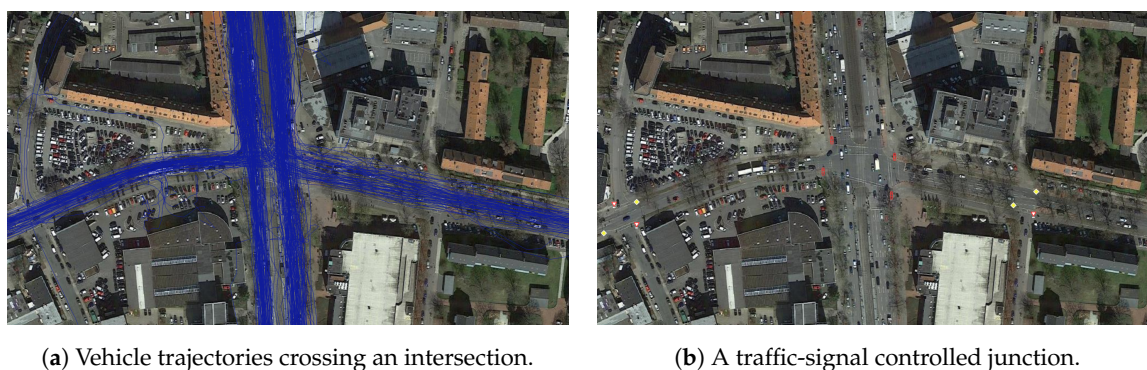 (a) Vehicle trajectories crossing an intersection.
(b) A traffic-signal controlled junction.